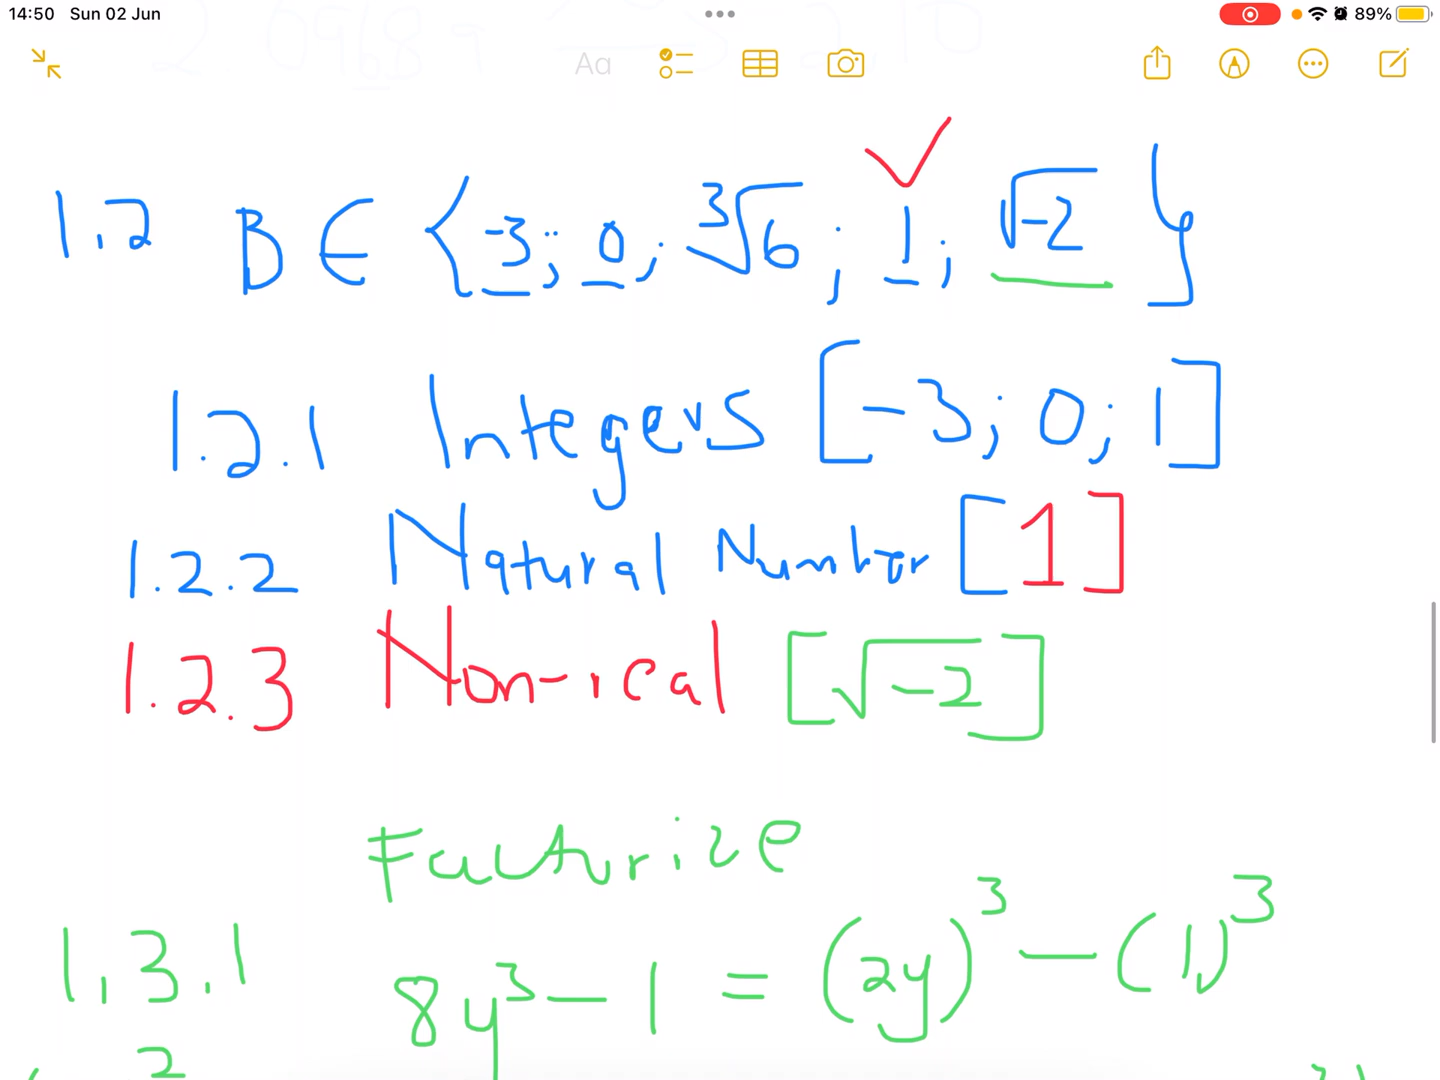 14:50 Sun 02 Jun 89%
Aa
1.2 B ∈ {-3; 0; ∛6; 1; √-2}
1.2.1 Integers [-3; 0; 1]
1.2.2 Natural Number [1]
1.2.3 Non-real [√-2]
Facturize
1.3.1 8y³ - 1 = (2y)³ - (1)³
2